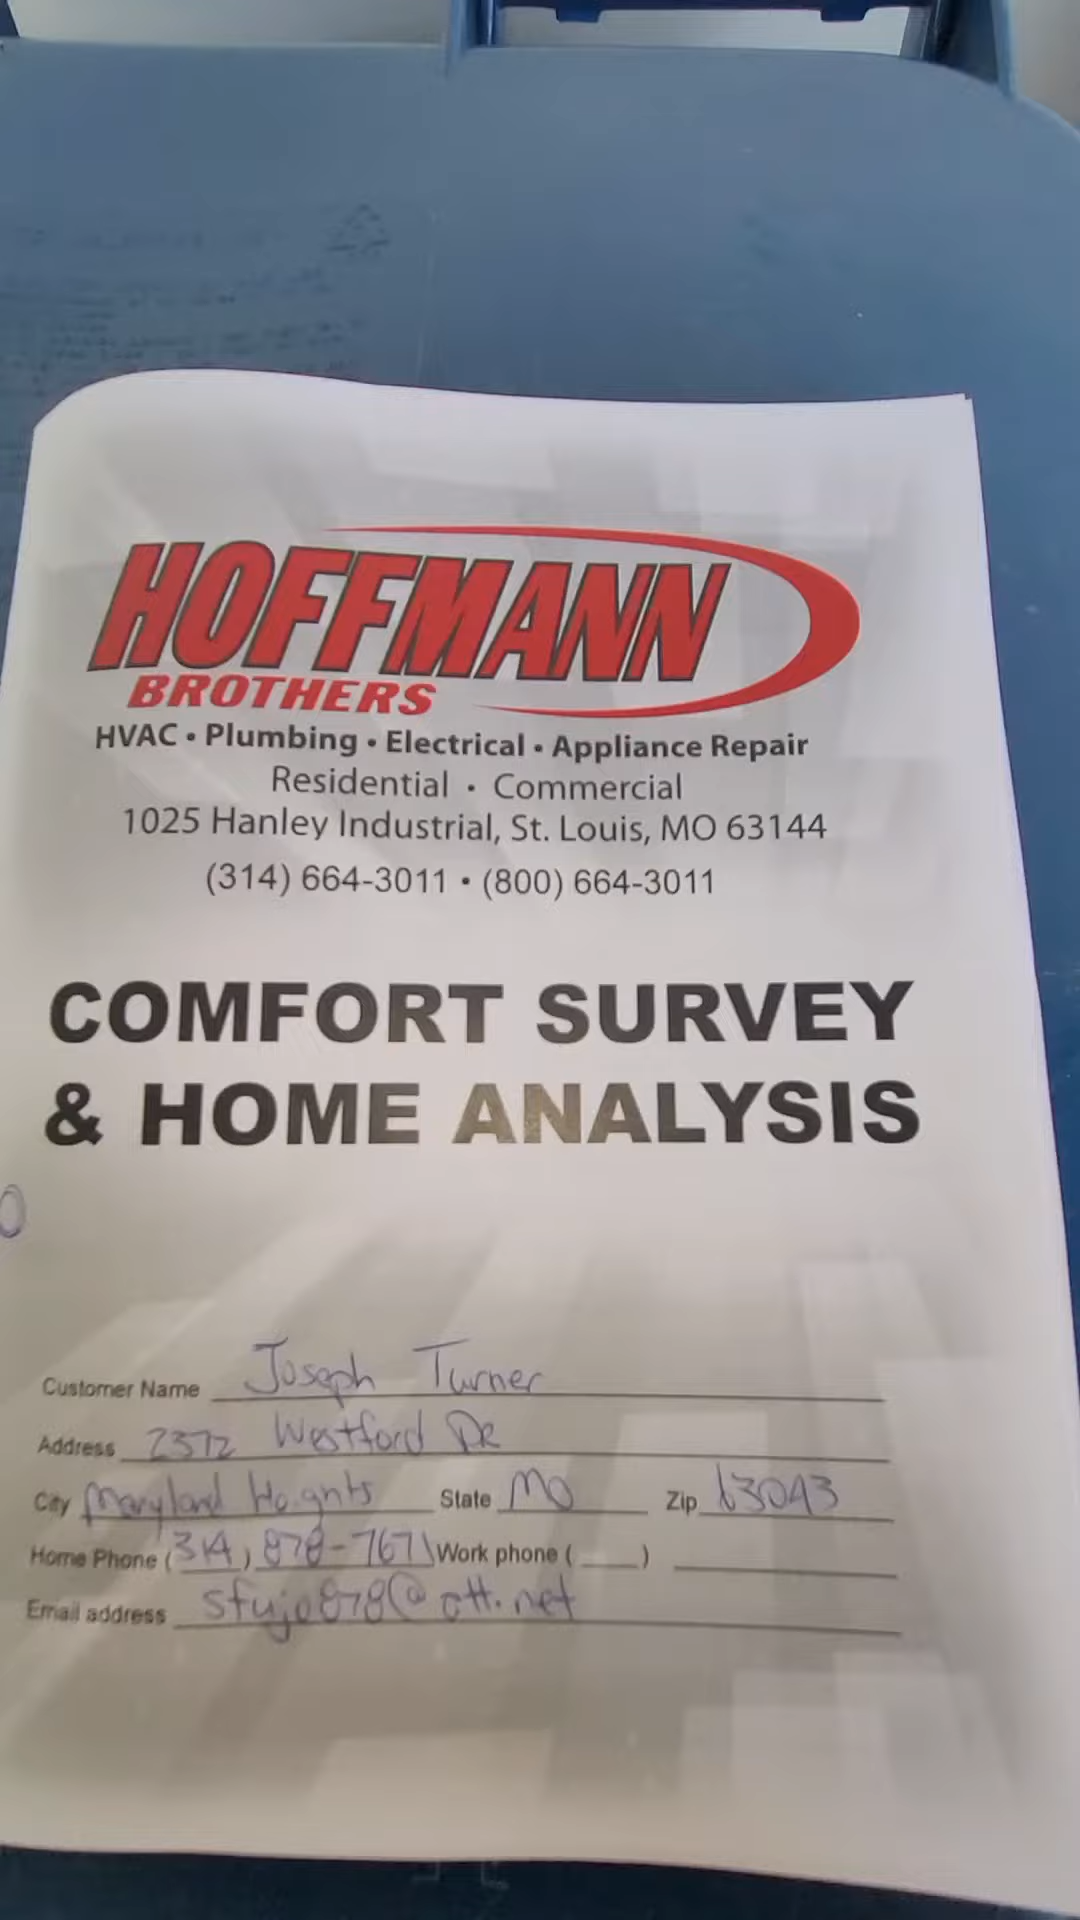 HOFFMANN
BROTHERS
HVAC • Plumbing • Electrical • Appliance Repair
Residential • Commercial
1025 Hanley Industrial, St. Louis, MO 63144
(314) 664-3011 • (800) 664-3011
COMFORT SURVEY
& HOME ANALYSIS
Customer Name Joseph Turner
Address 2372 Westford DR
City Maryland Heights State MO Zip 63043
Home Phone (314) 878-7671 Work phone ( )
Email address @att.net